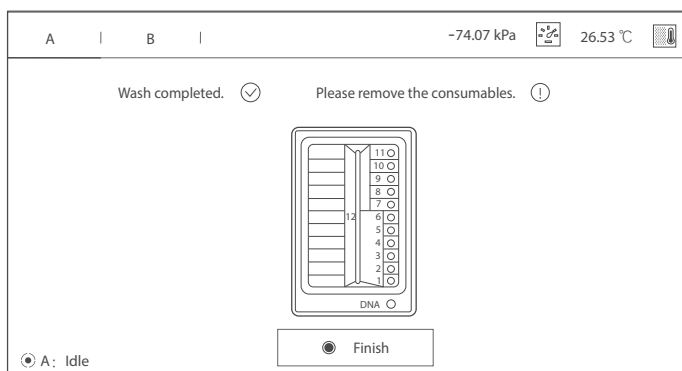 A | B | -74.07 kPa 26.53 ℃
Wash completed. Please remove the consumables.
11
10
9
8
7
12 6
5
4
3
2
1
DNA
Finish
A: Idle